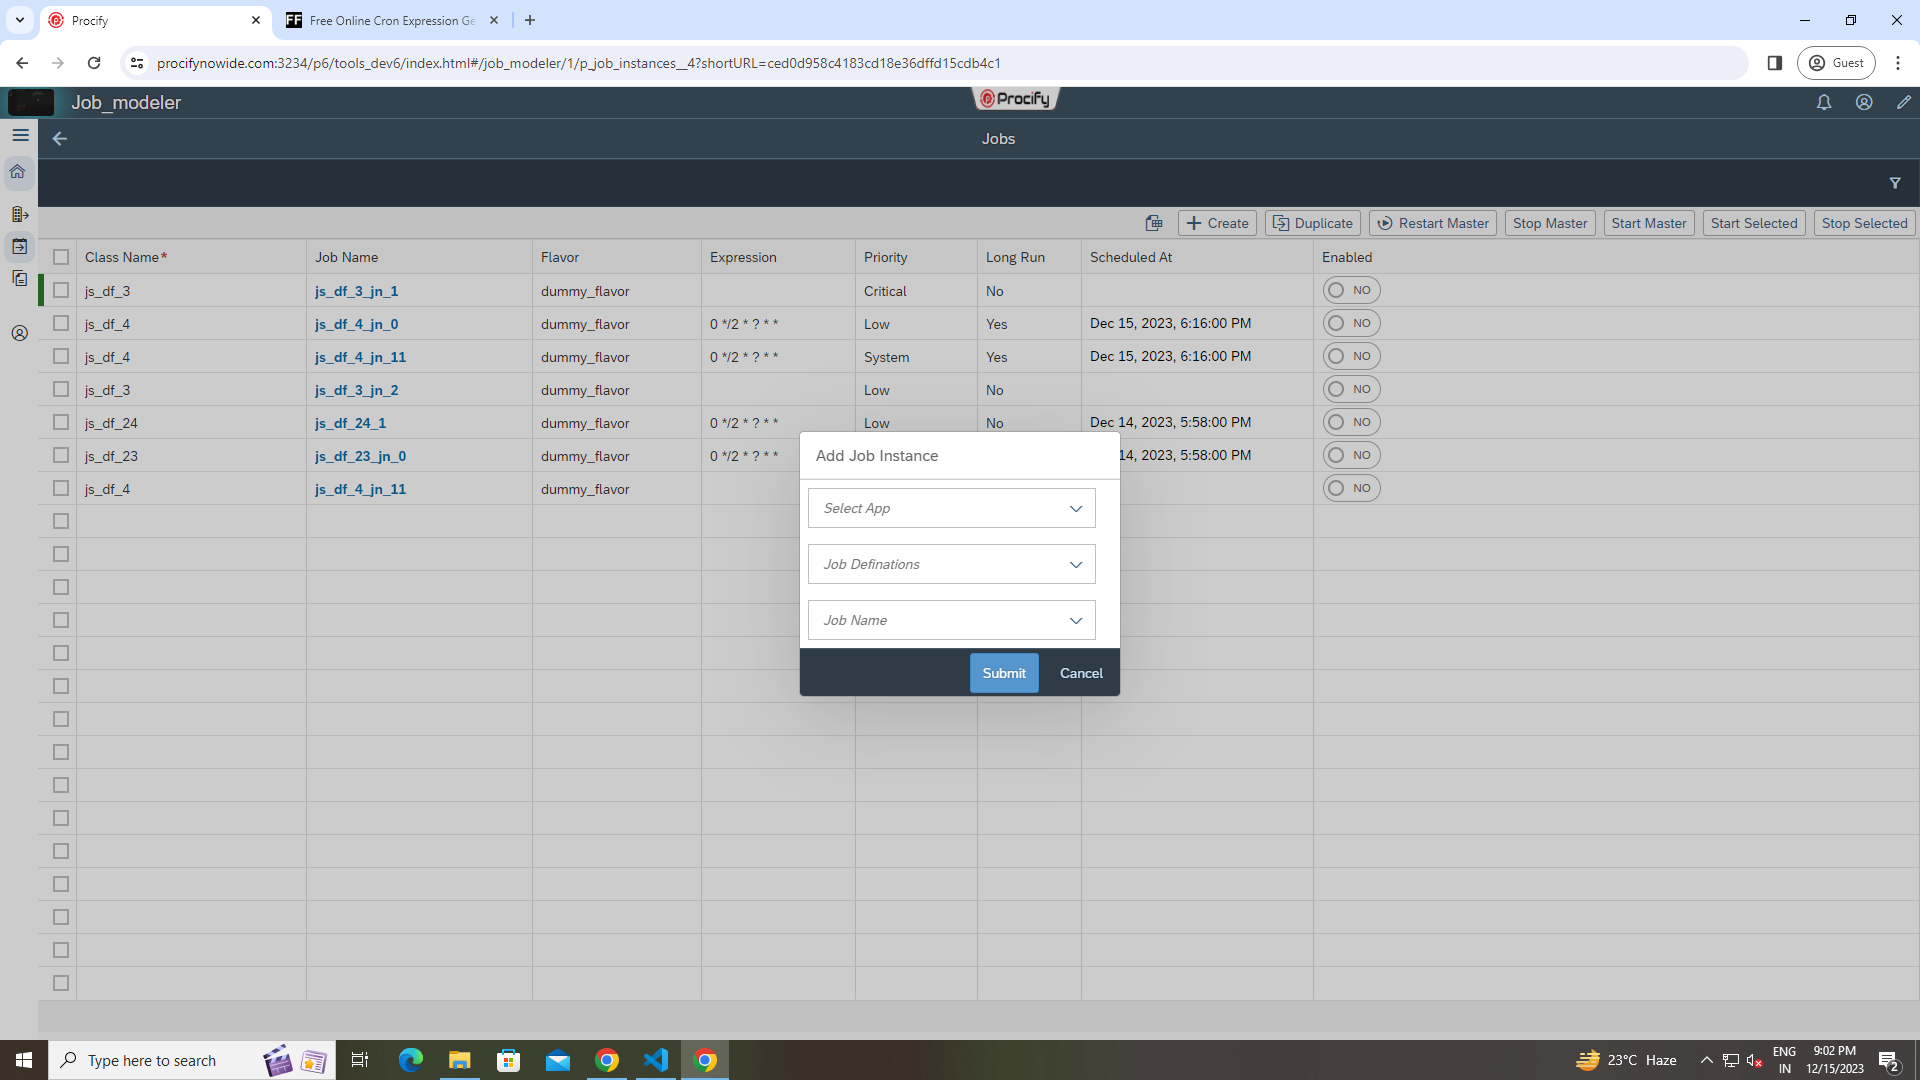 Procify
Free Online Cron Expression Ge
procifynowide.com:3234/p6/tools_dev6/index.html#/job_modeler/1/p_job_instances__4?shortURL=ced0d958c4183cd18e36dffd15cdb4c1
Guest
Job_modeler
Procify
Jobs
Create Duplicate Restart Master Stop Master Start Master Start Selected Stop Selected
Class Name* Job Name Flavor Expression Priority Long Run Scheduled At Enabled
js_df_3 js_df_3_jn_1 dummy_flavor Critical No NO
js_df_4 js_df_4_jn_0 dummy_flavor 0 */2 * ? * * Low Yes Dec 15, 2023, 6:16:00 PM NO
js_df_4 js_df_4_jn_11 dummy_flavor 0 */2 * ? * * System Yes Dec 15, 2023, 6:16:00 PM NO
js_df_3 js_df_3_jn_2 dummy_flavor Low No NO
js_df_24 js_df_24_1 dummy_flavor 0 */2 * ? * * Low No Dec 14, 2023, 5:58:00 PM NO
js_df_23 js_df_23_jn_0 dummy_flavor 0 */2 * ? * * 14, 2023, 5:58:00 PM NO
js_df_4 js_df_4_jn_11 dummy_flavor NO
Add Job Instance
Select App
Job Definations
Job Name
Submit Cancel
Type here to search
23°C Haze
ENG
IN
9:02 PM
12/15/2023
2